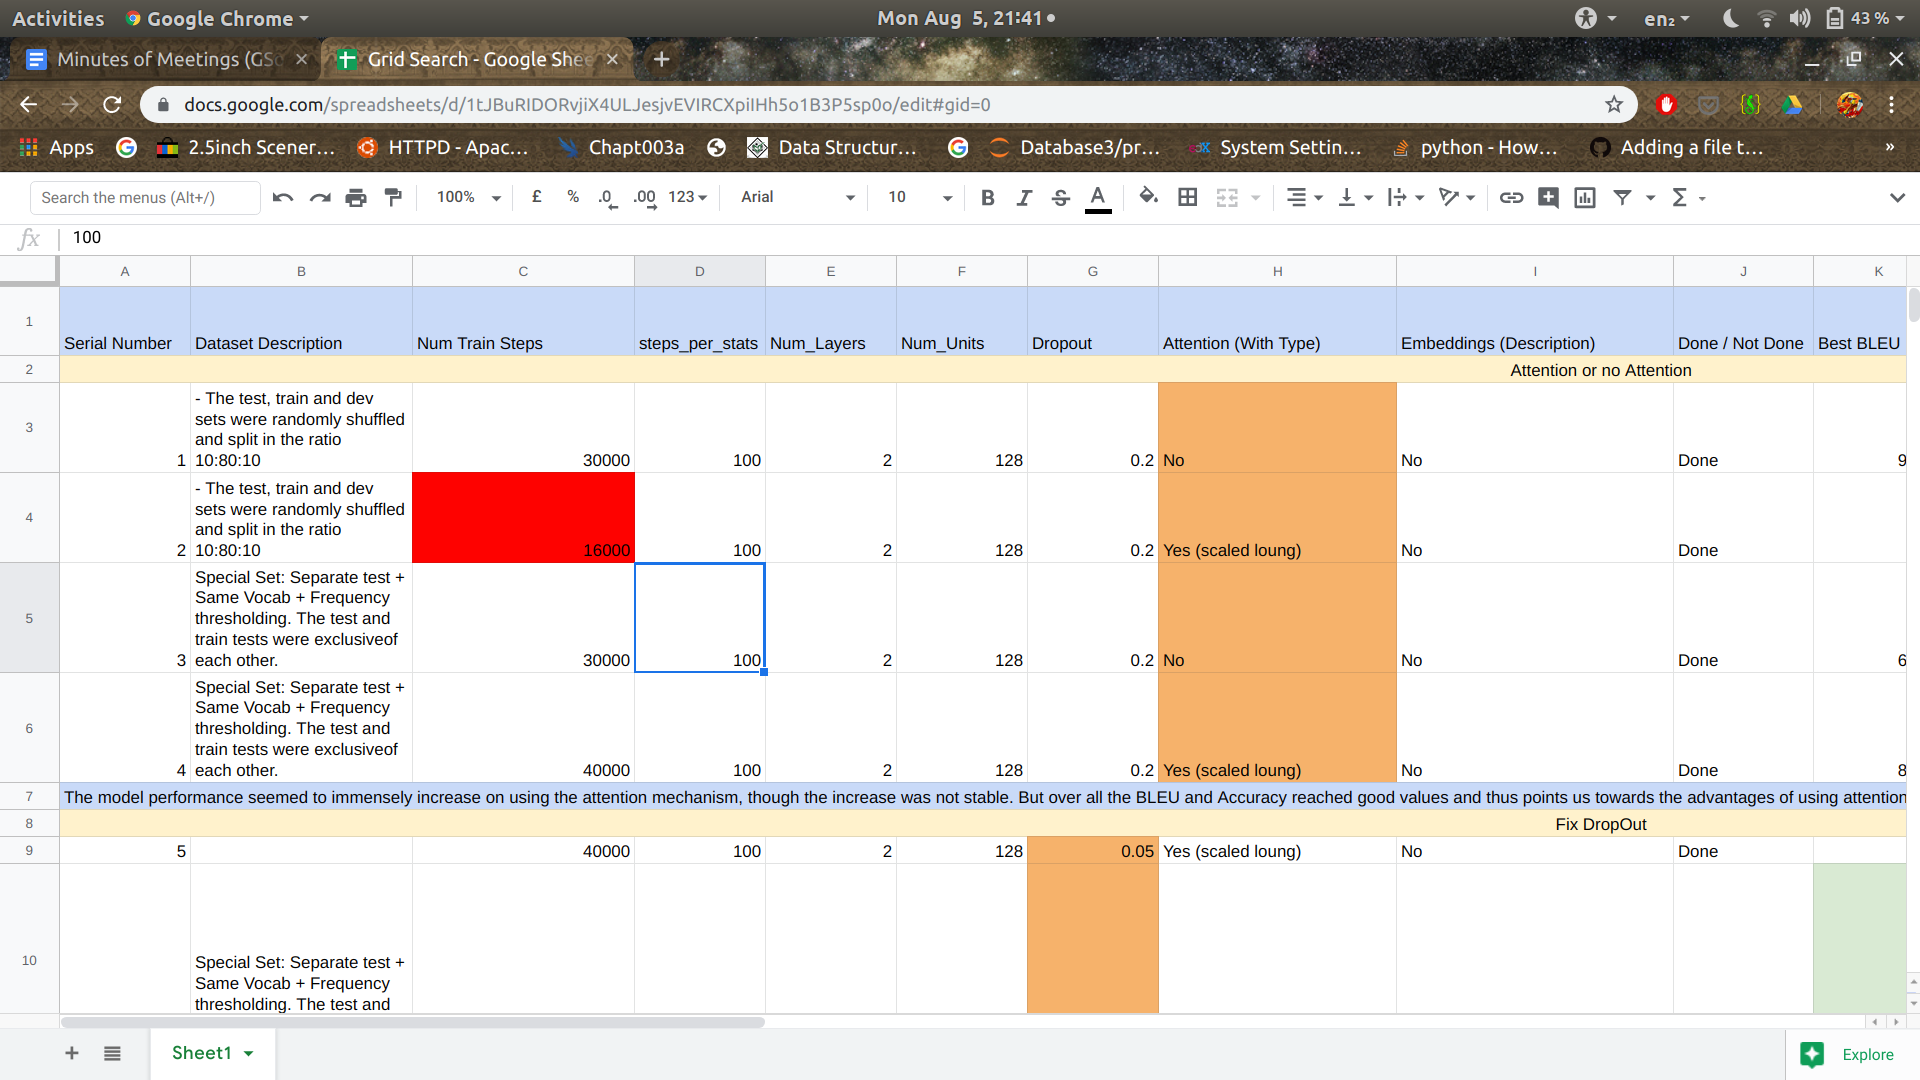 Activities Google Chrome Mon Aug 5, 21:41 en₂ 43 %
Minutes of Meetings (GSo Grid Search - Google She
docs.google.com/spreadsheets/d/1tJBuRIDORvjiX4ULJesjvEVIRCXpiIHh5o1B3P5sp0o/edit#gid=0
Apps 2.5inch Scener... HTTPD - Apac... Chapt003a Data Structur... Database3/pr... System Settin... python - How... Adding a file t... »
Search the menus (Alt+/) 100% £ % .0 .00 123 Arial 10 B I S A Σ
fx 100
A B C D E F G H I J K
1 Serial Number Dataset Description Num Train Steps steps_per_stats Num_Layers Num_Units Dropout Attention (With Type) Embeddings (Description) Done / Not Done Best BLEU
2 Attention or no Attention
- The test, train and dev
3 sets were randomly shuffled
and split in the ratio
1 10:80:10 30000 100 2 128 0.2 No No Done 9
- The test, train and dev
4 sets were randomly shuffled
and split in the ratio
2 10:80:10 16000 100 2 128 0.2 Yes (scaled loung) No Done
Special Set: Separate test +
Same Vocab + Frequency
5 thresholding. The test and
train tests were exclusiveof
3 each other. 30000 100 2 128 0.2 No No Done 6
Special Set: Separate test +
Same Vocab + Frequency
6 thresholding. The test and
train tests were exclusiveof
4 each other. 40000 100 2 128 0.2 Yes (scaled loung) No Done 8
7 The model performance seemed to immensely increase on using the attention mechanism, though the increase was not stable. But over all the BLEU and Accuracy reached good values and thus points us towards the advantages of using attention
8 Fix DropOut
9 5 40000 100 2 128 0.05 Yes (scaled loung) No Done
10 Special Set: Separate test +
Same Vocab + Frequency
thresholding. The test and
Sheet1 Explore